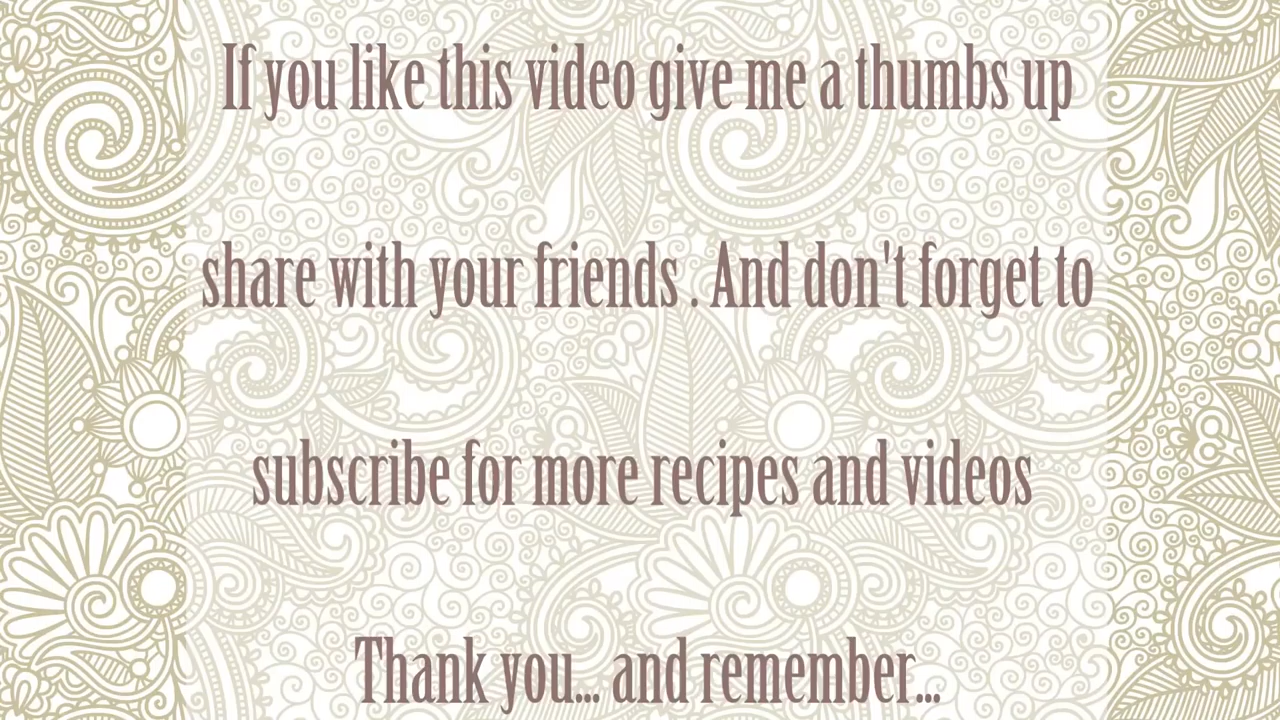 If you like this video give me a thumbs up
share with your friends . And don't forget to
subscribe for more recipes and videos
Thank you... and remember...